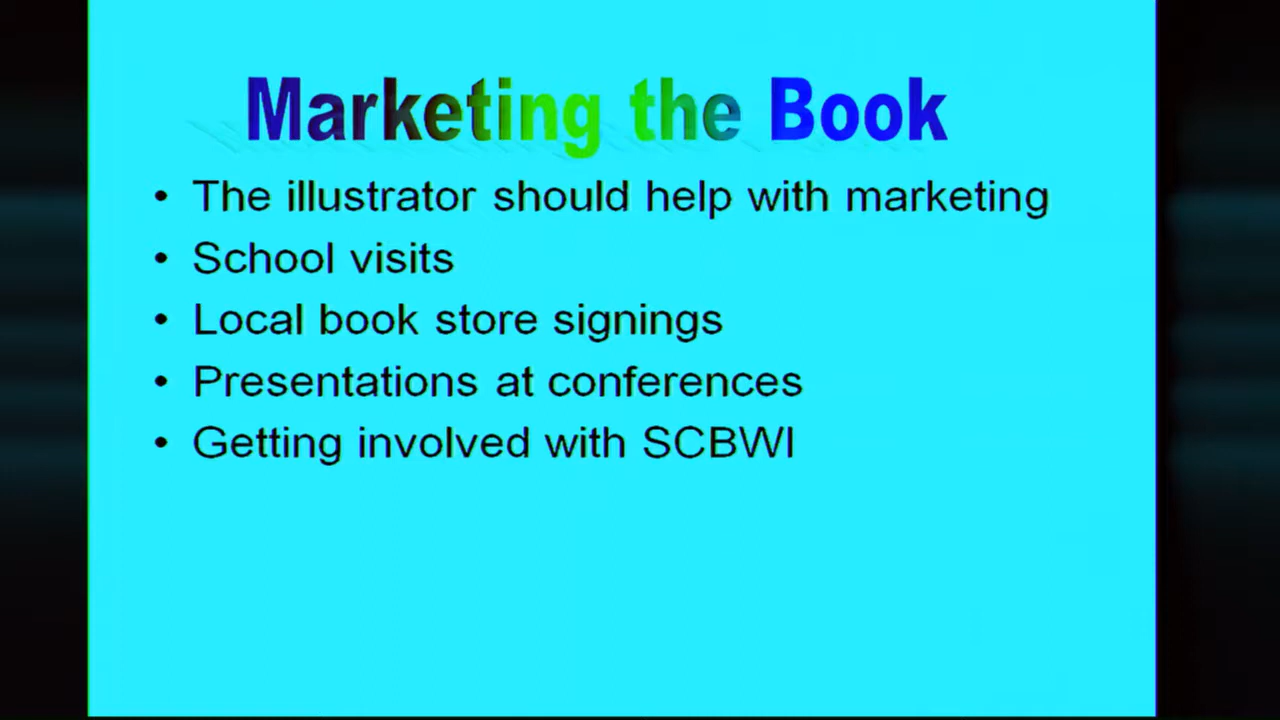 Marketing the Book
• The illustrator should help with marketing
• School visits
• Local book store signings
• Presentations at conferences
• Getting involved with SCBWI